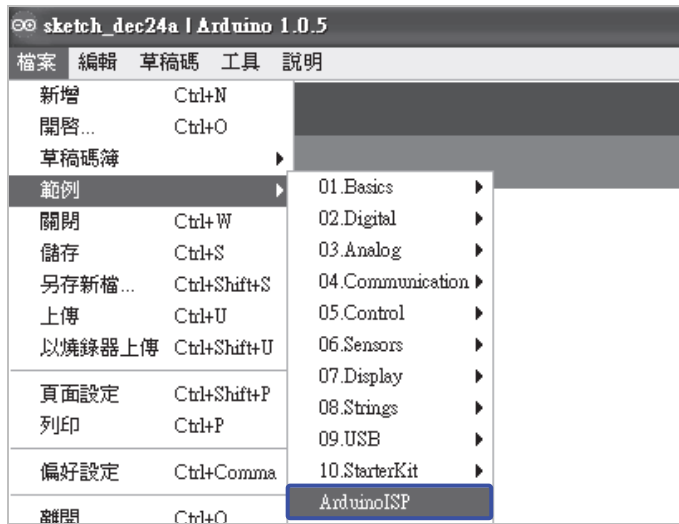 sketch_dec24a | Arduino 1.0.5
檔案 編輯 草稿碼 工具 說明
新增 Ctrl+N
開啓... Ctrl+O
草稿碼簿
範例
關閉 Ctrl+W
儲存 Ctrl+S
另存新檔... Ctrl+Shift+S
上傳 Ctrl+U
以燒錄器上傳 Ctrl+Shift+U
頁面設定 Ctrl+Shift+P
列印 Ctrl+P
偏好設定 Ctrl+Comma
離開 Ctrl+Q
01.Basics
02.Digital
03.Analog
04.Communication
05.Control
06.Sensors
07.Display
08.Strings
09.USB
10.StarterKit
ArduinoISP